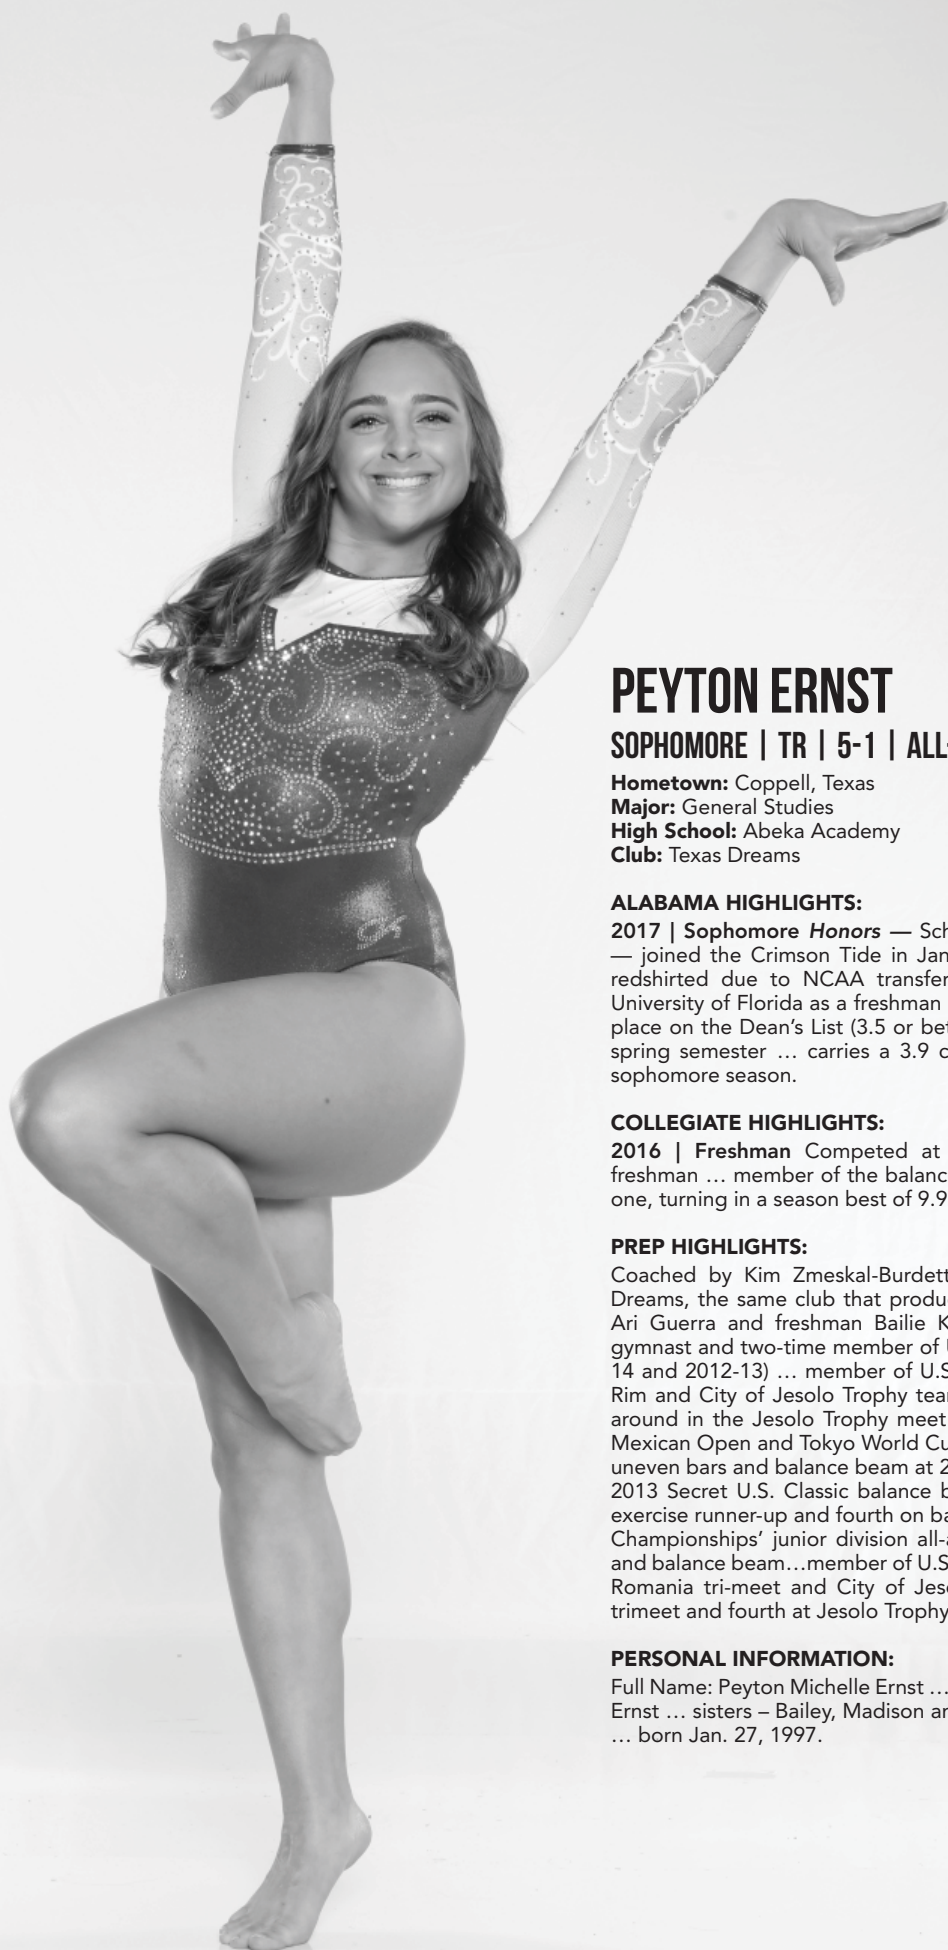 PEYTON ERNST
SOPHOMORE | TR | 5-1 | ALL-
Hometown: Coppell, Texas
Major: General Studies
High School: Abeka Academy
Club: Texas Dreams
ALABAMA HIGHLIGHTS:
2017 | Sophomore Honors — Sch
— joined the Crimson Tide in Jan
redshirted due to NCAA transfer
University of Florida as a freshman
place on the Dean’s List (3.5 or bet
spring semester … carries a 3.9 c
sophomore season.
COLLEGIATE HIGHLIGHTS:
2016 | Freshman Competed at
freshman … member of the balanc
one, turning in a season best of 9.9
PREP HIGHLIGHTS:
Coached by Kim Zmeskal-Burdett
Dreams, the same club that produ
Ari Guerra and freshman Bailie K
gymnast and two-time member of U
14 and 2012-13) … member of U.S
Rim and City of Jesolo Trophy tea
around in the Jesolo Trophy meet
Mexican Open and Tokyo World Cu
uneven bars and balance beam at 2
2013 Secret U.S. Classic balance b
exercise runner-up and fourth on ba
Championships’ junior division all-a
and balance beam…member of U.S
Romania tri-meet and City of Jeso
trimeet and fourth at Jesolo Trophy
PERSONAL INFORMATION:
Full Name: Peyton Michelle Ernst …
Ernst … sisters – Bailey, Madison an
… born Jan. 27, 1997.
GK